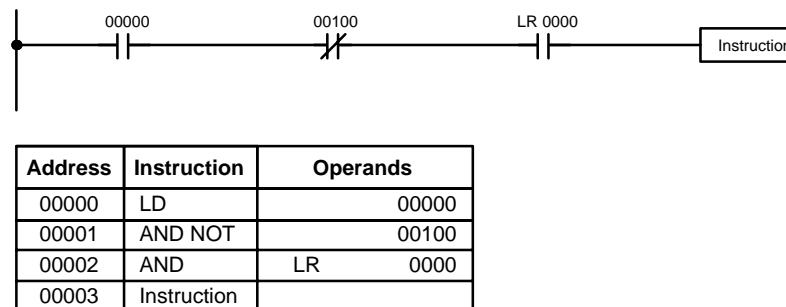 00000 00100 LR 0000
Instruction
Address Instruction Operands
00000 LD 00000
00001 AND NOT 00100
00002 AND LR 0000
00003 Instruction